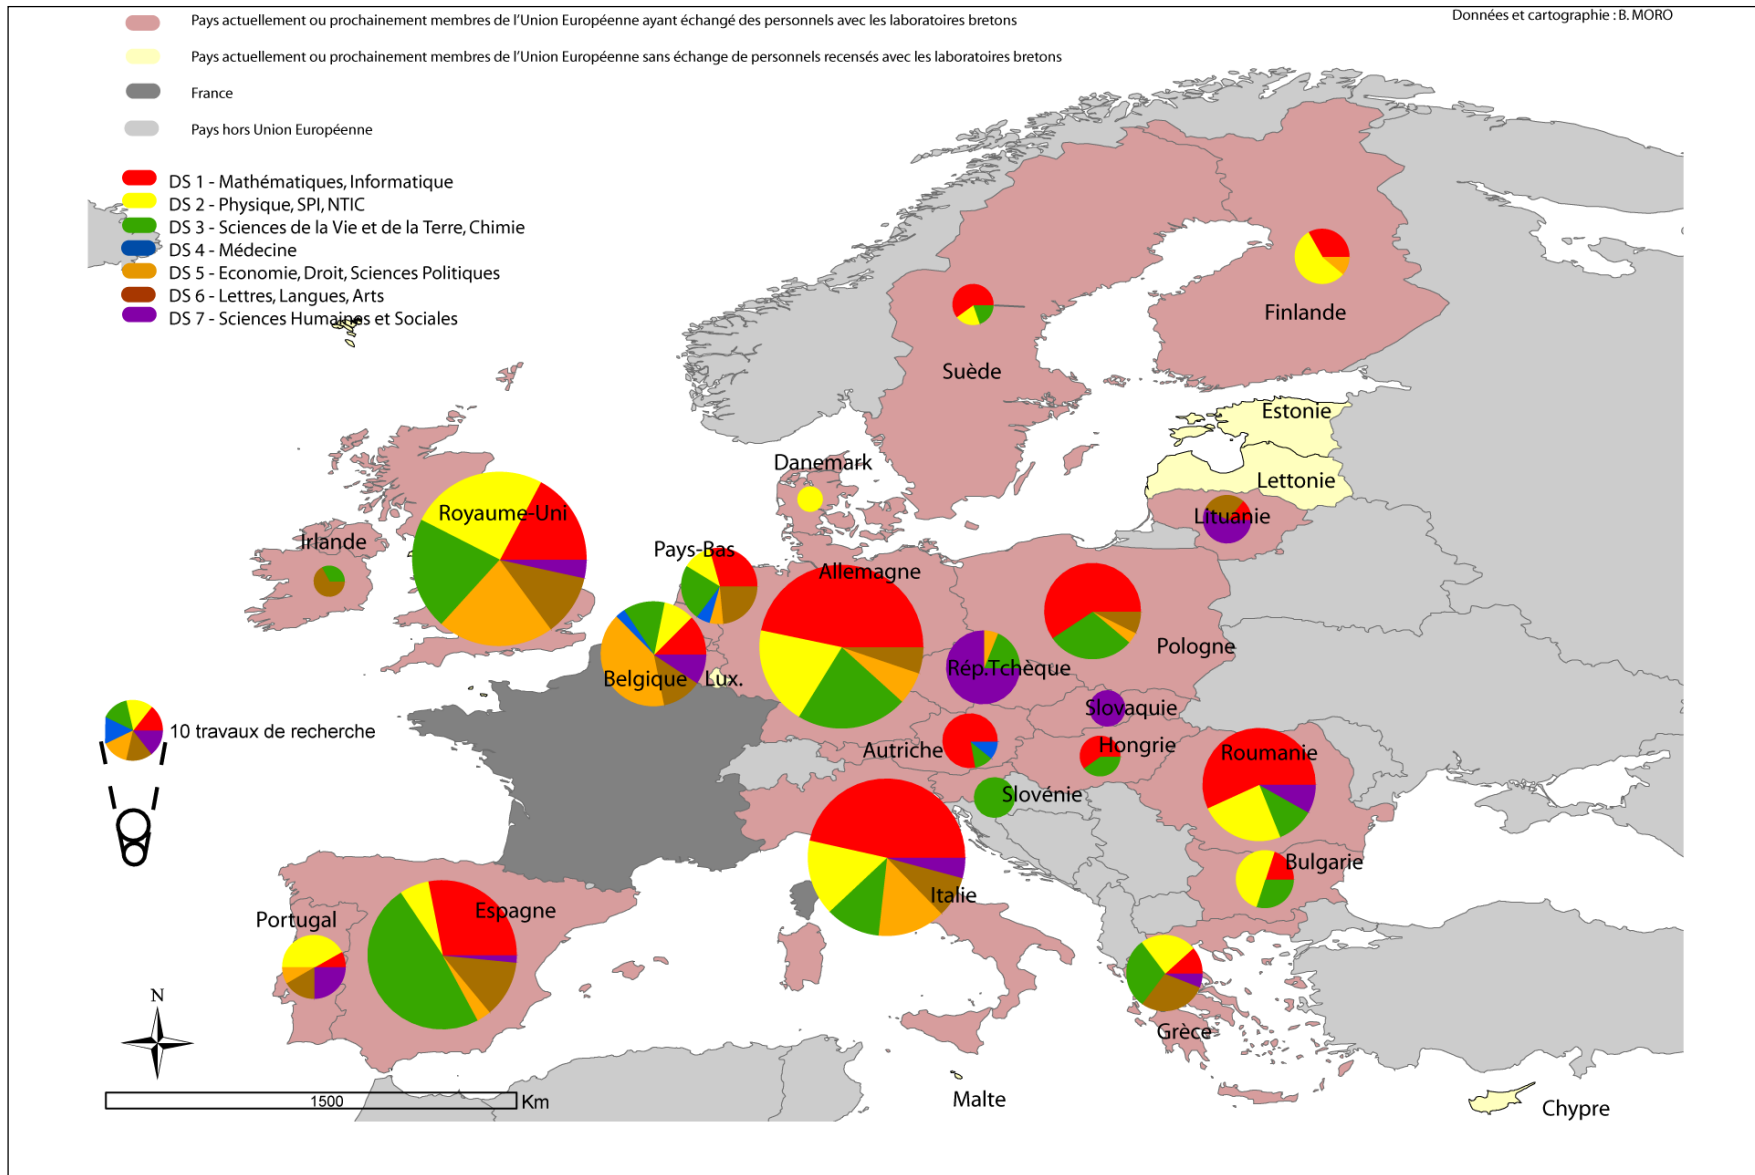 Données et cartographie : B. MORO
Pays actuellement ou prochainement membres de l'Union Européenne ayant échangé des personnels avec les laboratoires bretons
Pays actuellement ou prochainement membres de l'Union Européenne sans échange de personnels recensés avec les laboratoires bretons
France
Pays hors Union Européenne
DS 1 - Mathématiques, Informatique
DS 2 - Physique, SPI, NTIC
DS 3 - Sciences de la Vie et de la Terre, Chimie
DS 4 - Médecine
DS 5 - Economie, Droit, Sciences Politiques
DS 6 - Lettres, Langues, Arts
DS 7 - Sciences Humaines et Sociales
Finlande
Suède
Estonie
Danemark
Lettonie
Royaume-Uni
Lituanie
Irlande
Pays-Bas
Allemagne
Pologne
Rép.Tchèque
Belgique
Lux.
Slovaquie
10 travaux de recherche
Autriche
Hongrie
Roumanie
Slovénie
Bulgarie
Italie
Espagne
Portugal
N
Grèce
Malte
1500
Km
Chypre